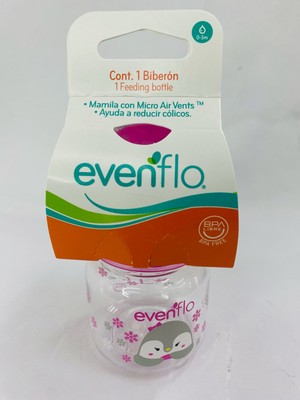 0-3m
Cont. 1 Biberón
1 Feeding bottle
• Mamila con Micro Air Vents™
• Ayuda a reducir cólicos.
evenflo®
BPA
BPA FREE
evenflo